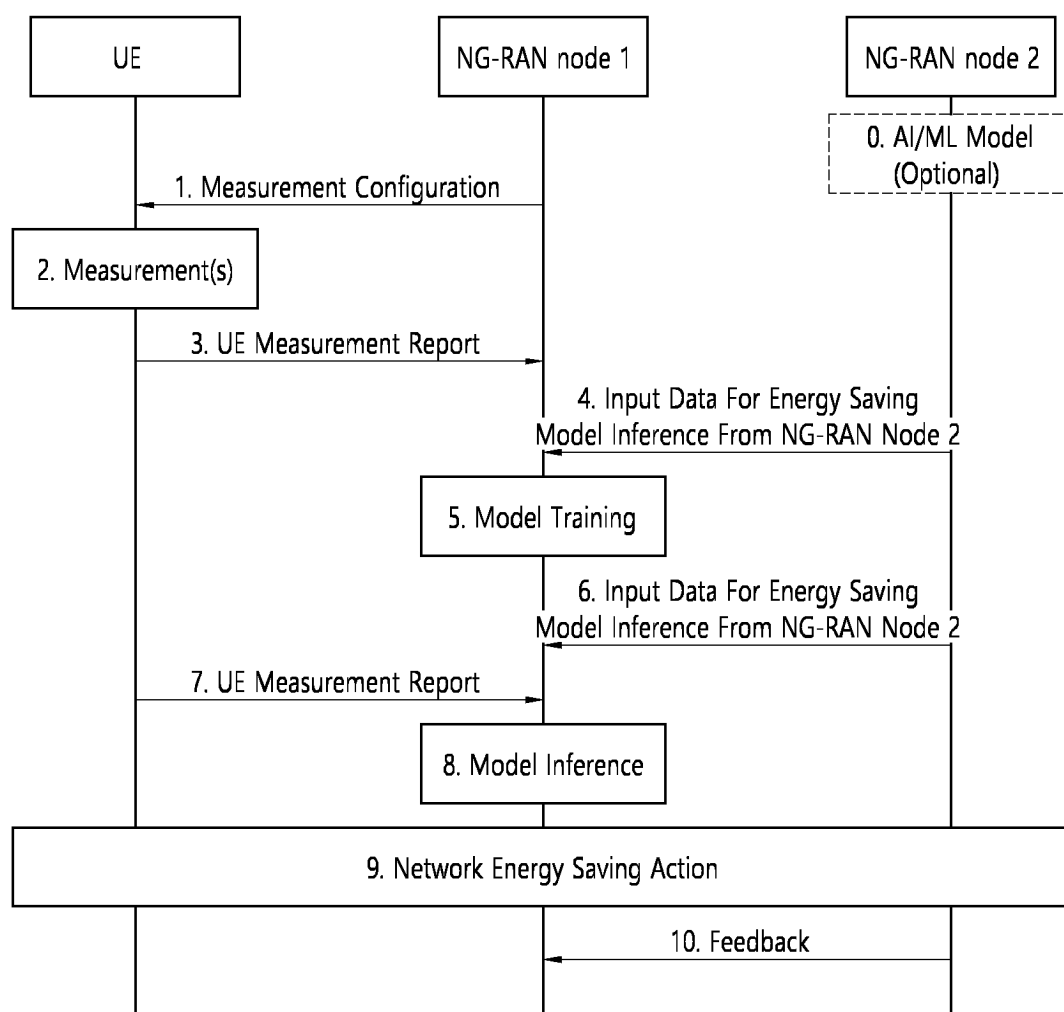 UE
NG-RAN node 1
NG-RAN node 2
0. AI/ML Model
(Optional)
1. Measurement Configuration
2. Measurement(s)
3. UE Measurement Report
4. Input Data For Energy Saving
Model Inference From NG-RAN Node 2
5. Model Training
6. Input Data For Energy Saving
Model Inference From NG-RAN Node 2
7. UE Measurement Report
8. Model Inference
9. Network Energy Saving Action
10. Feedback